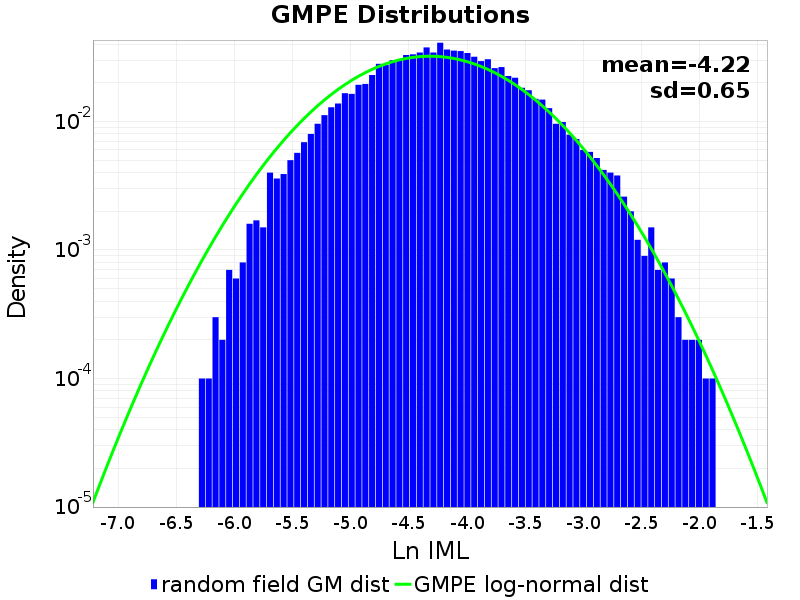 GMPE Distributions
mean=-4.22
sd=0.65
Density
10-2
10-3
10-4
10-5
-7.0 -6.5 -6.0 -5.5 -5.0 -4.5 -4.0 -3.5 -3.0 -2.5 -2.0 -1.5
Ln IML
random field GM dist GMPE log-normal dist